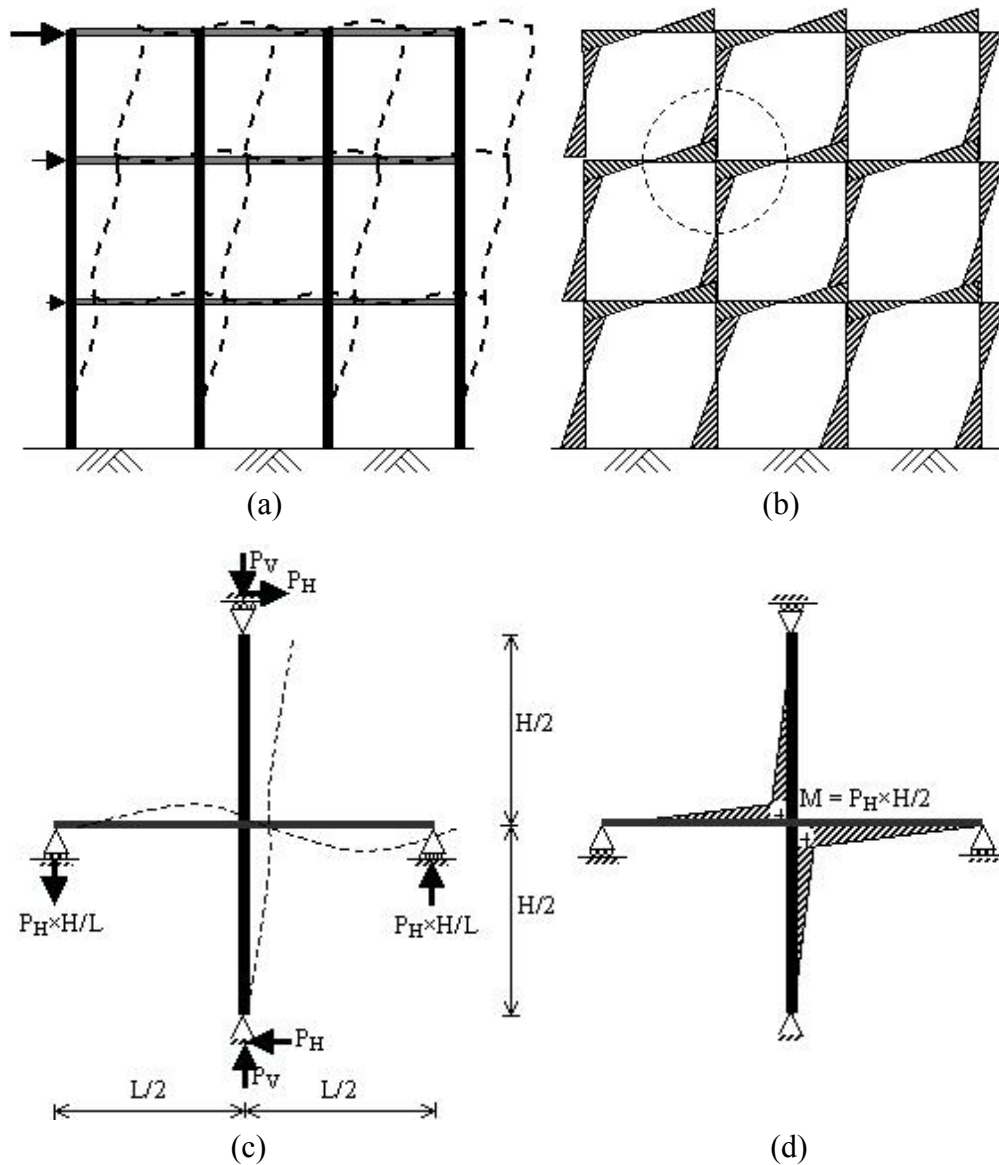 (a)
(b)
P_V
P_H
H/2
H/2
P_H×H/L
P_H×H/L
P_H
P_V
L/2
L/2
(c)
M = P_H×H/2
+
+
(d)